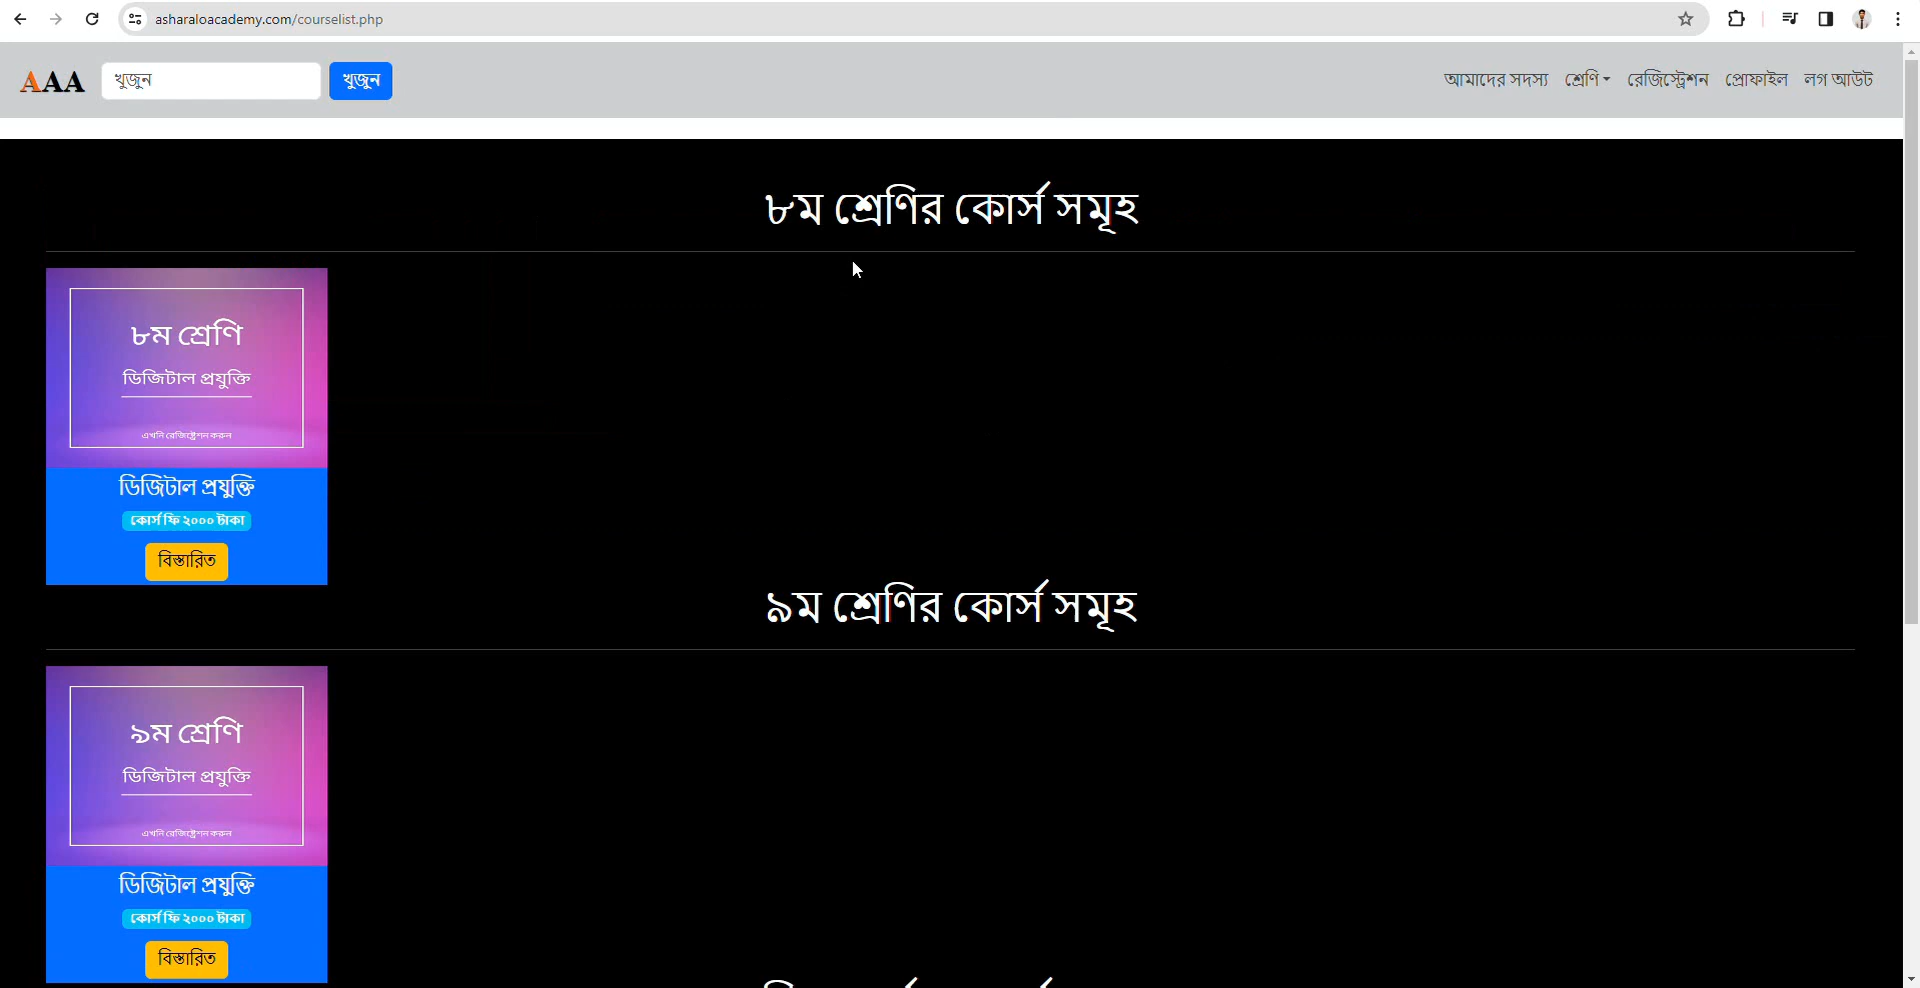 asharaloacademy.com/courselist.php
AAA
খুজুন
খুজুন
আমাদের সদস্য
শ্রেণি
রেজিস্ট্রেশন
প্রোফাইল
লগ আউট
৮ম শ্রেণির কোর্স সমূহ
৮ম শ্রেণি
ডিজিটাল প্রযুক্তি
এখনি রেজিষ্ট্রেশন করুন
ডিজিটাল প্রযুক্তি
কোর্স ফি ২০০০ টাকা
বিস্তারিত
৯ম শ্রেণির কোর্স সমূহ
৯ম শ্রেণি
ডিজিটাল প্রযুক্তি
এখনি রেজিষ্ট্রেশন করুন
ডিজিটাল প্রযুক্তি
কোর্স ফি ২০০০ টাকা
বিস্তারিত